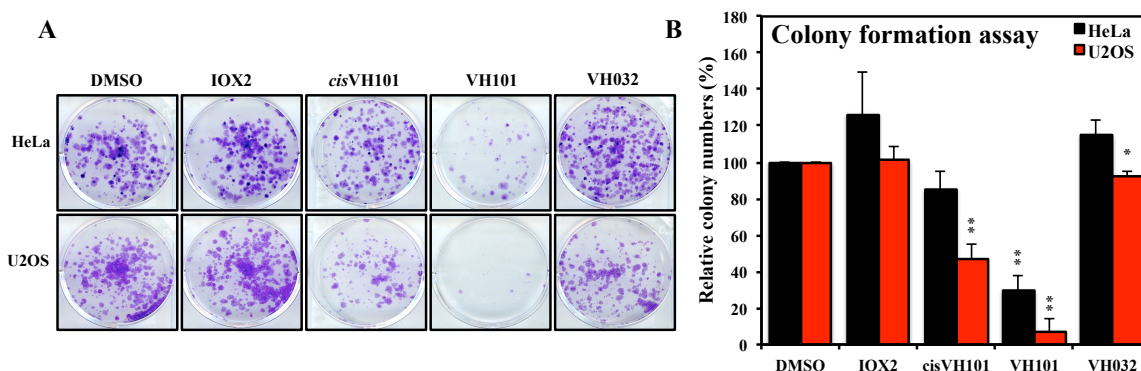 A
DMSO
IOX2
cisVH101
VH101
VH032
HeLa
U2OS
B
Colony formation assay
HeLa
U2OS
Relative colony numbers (%)
180
160
140
120
100
80
60
40
20
0
**
**
**
*
DMSO
IOX2
cisVH101
VH101
VH032